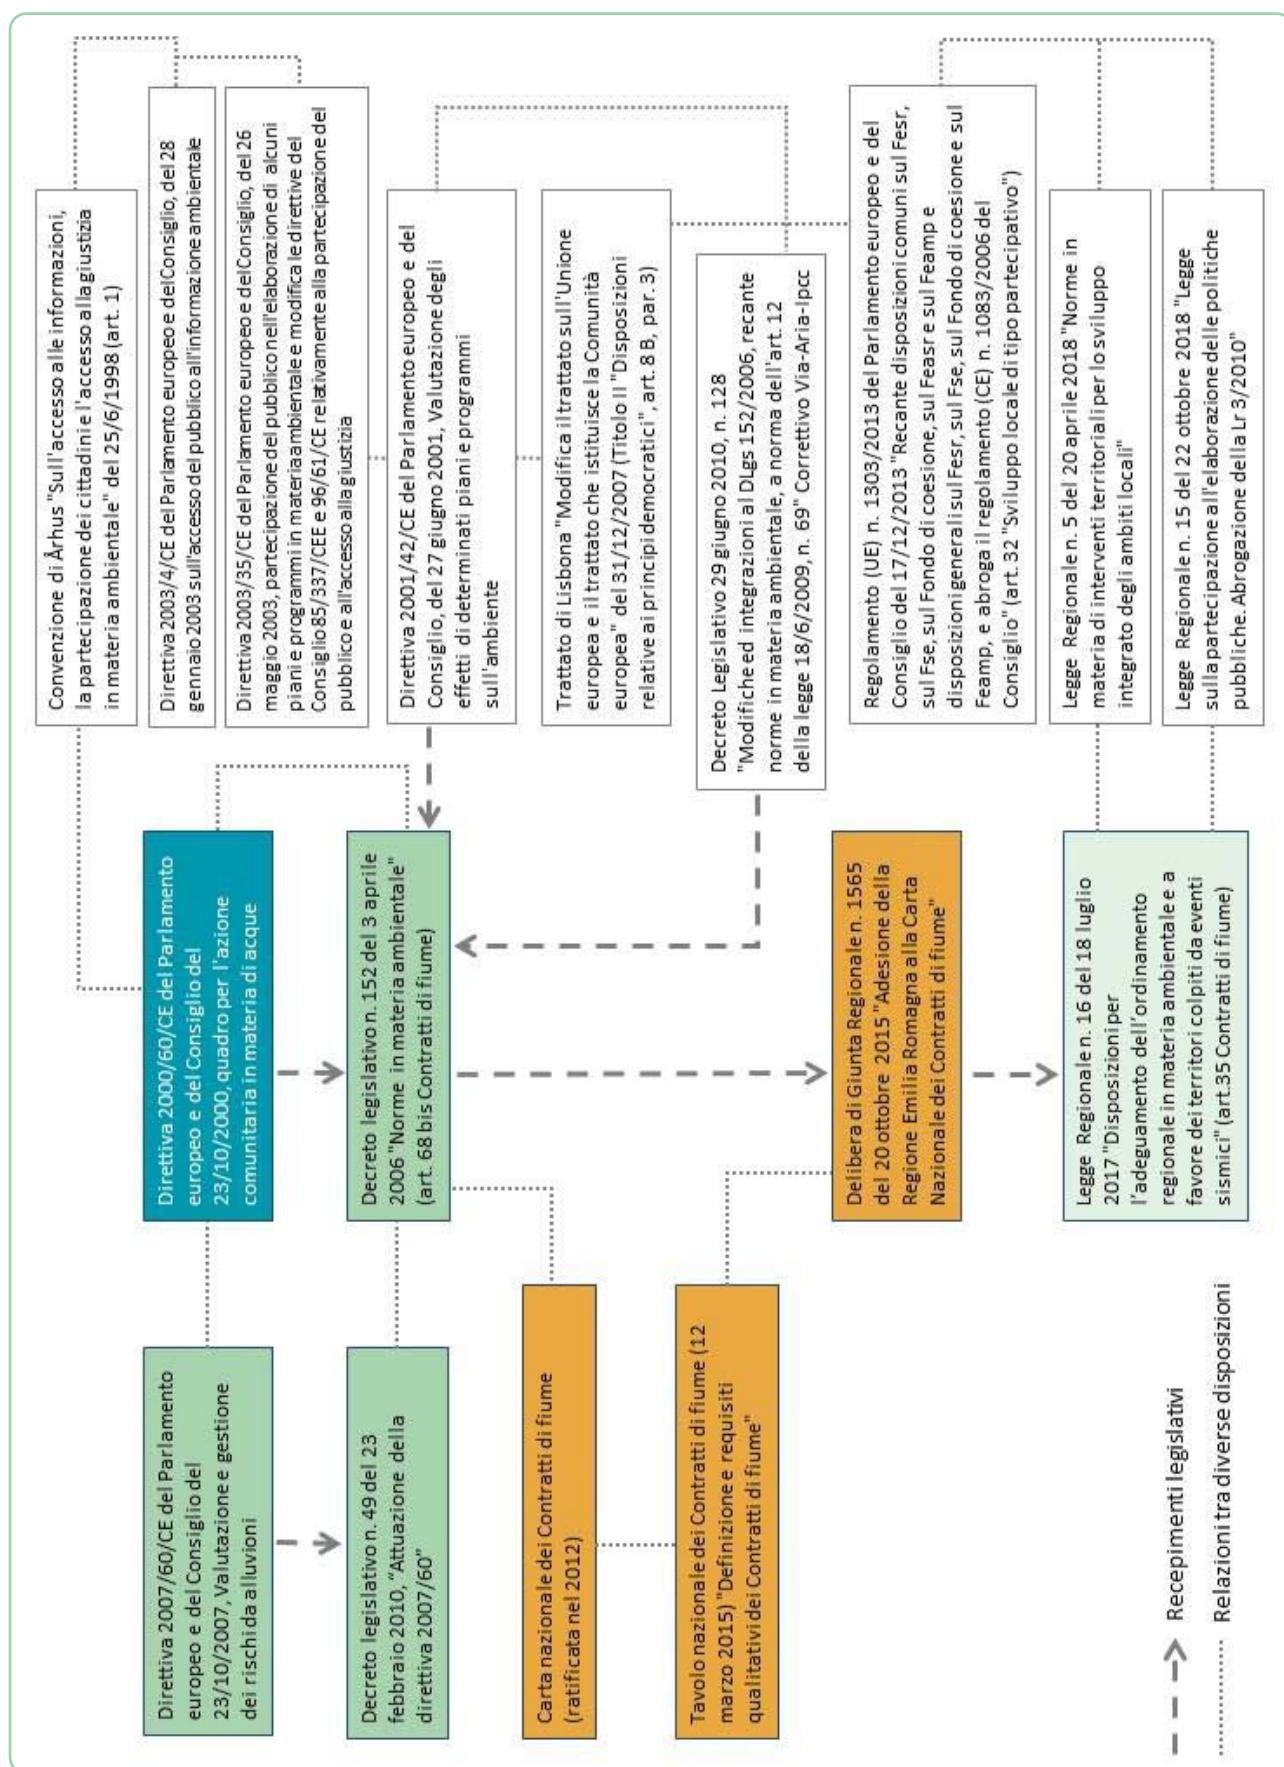 Direttiva 2007/60/CE del Parlamento
europeo e del Consiglio del
23/10/2007, Valutazione e gestione
dei rischi da alluvioni
Direttiva 2000/60/CE del Parlamento
europeo e del Consiglio del
23/10/2000, quadro per l'azione
comunitaria in materia di acque
Convenzione di Århus "Sull'accesso alle informazioni,
la partecipazione dei cittadini e l'accesso alla giustizia
in materia ambientale" del 25/6/1998 (art. 1)
Direttiva 2003/4/CE del Parlamento europeo e del Consiglio, del 28
gennaio 2003 sull'accesso del pubblico all'informazione ambientale
Direttiva 2003/35/CE del Parlamento europeo e del Consiglio, del 26
maggio 2003, partecipazione del pubblico nell'elaborazione di alcuni
piani e programmi in materia ambientale e modifica le direttive del
Consiglio 85/337/CEE e 96/61/CE relativamente alla partecipazione del
pubblico e all'accesso alla giustizia
Decreto legislativo n. 49 del 23
febbraio 2010, "Attuazione della
direttiva 2007/60"
Decreto legislativo n. 152 del 3 aprile
2006 "Norme in materia ambientale"
(art. 68 bis Contratti di fiume)
Direttiva 2001/42/CE del Parlamento europeo e del
Consiglio, del 27 giugno 2001, Valutazione degli
effetti di determinati piani e programmi
sull'ambiente
Carta nazionale dei Contratti di fiume
(ratificata nel 2012)
Trattato di Lisbona "Modifica il trattato sull'Unione
europea e il trattato che istituisce la Comunità
europea" del 31/12/2007 (Titolo II "Disposizioni
relative ai principi democratici", art. 8 B, par. 3)
Tavolo nazionale dei Contratti di fiume (12
marzo 2015) "Definizione e requisiti
qualitativi dei Contratti di fiume"
Decreto Legislativo 29 giugno 2010, n. 128
"Modifiche ed integrazioni al DLgs 152/2006, recante
norme in materia ambientale, a norma dell'art. 12
della legge 18/6/2009, n. 69" Correttivo Via-Aria-Ipcc
Delibera di Giunta Regionale n. 1565
del 20 ottobre 2015 "Adesione della
Regione Emilia Romagna alla Carta
Nazionale dei Contratti di fiume"
Regolamento (UE) n. 1303/2013 del Parlamento europeo e del
Consiglio del 17/12/2013 "Recante disposizioni comuni sul Fesr,
sul Fse, sul Fondo di coesione, sul Feasr e sul Feamp e
disposizioni generali sul Fesr, sul Fse, sul Fondo di coesione e sul
Feamp, e abroga il regolamento (CE) n. 1083/2006 del
Consiglio" (art. 32 "Sviluppo locale di tipo partecipativo")
Legge Regionale n. 16 del 18 luglio
2017 "Disposizioni per
l'adeguamento dell'ordinamento
regionale in materia ambientale e a
favore dei territori colpiti da eventi
sismici" (art.35 Contratti di fiume)
Legge Regionale n. 5 del 20 aprile 2018 "Norme in
materia di interventi territoriali per lo sviluppo
integrato degli ambiti locali"
Legge Regionale n. 15 del 22 ottobre 2018 "Legge
sulla partecipazione all'elaborazione delle politiche
pubbliche. Abrogazione della Lr 3/2010"
Recepimenti legislativi
Relazioni tra diverse disposizioni